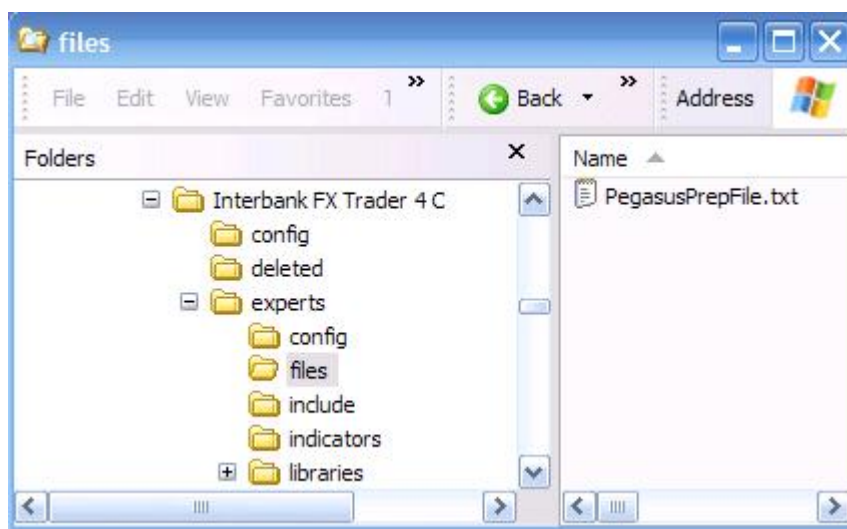 files
File Edit View Favorites » Back » Address
Folders
Name
Interbank FX Trader 4 C
config
deleted
experts
config
files
include
indicators
libraries
PegasusPrepFile.txt